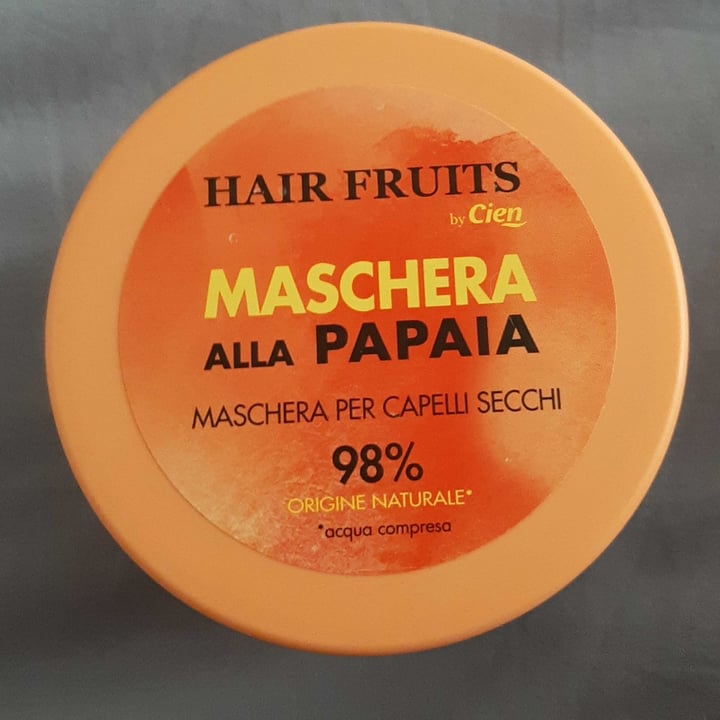 HAIR FRUITS
by Cien
MASCHERA
ALLA PAPAIA
MASCHERA PER CAPELLI SECCHI
98%
ORIGINE NATURALE*
*acqua compresa